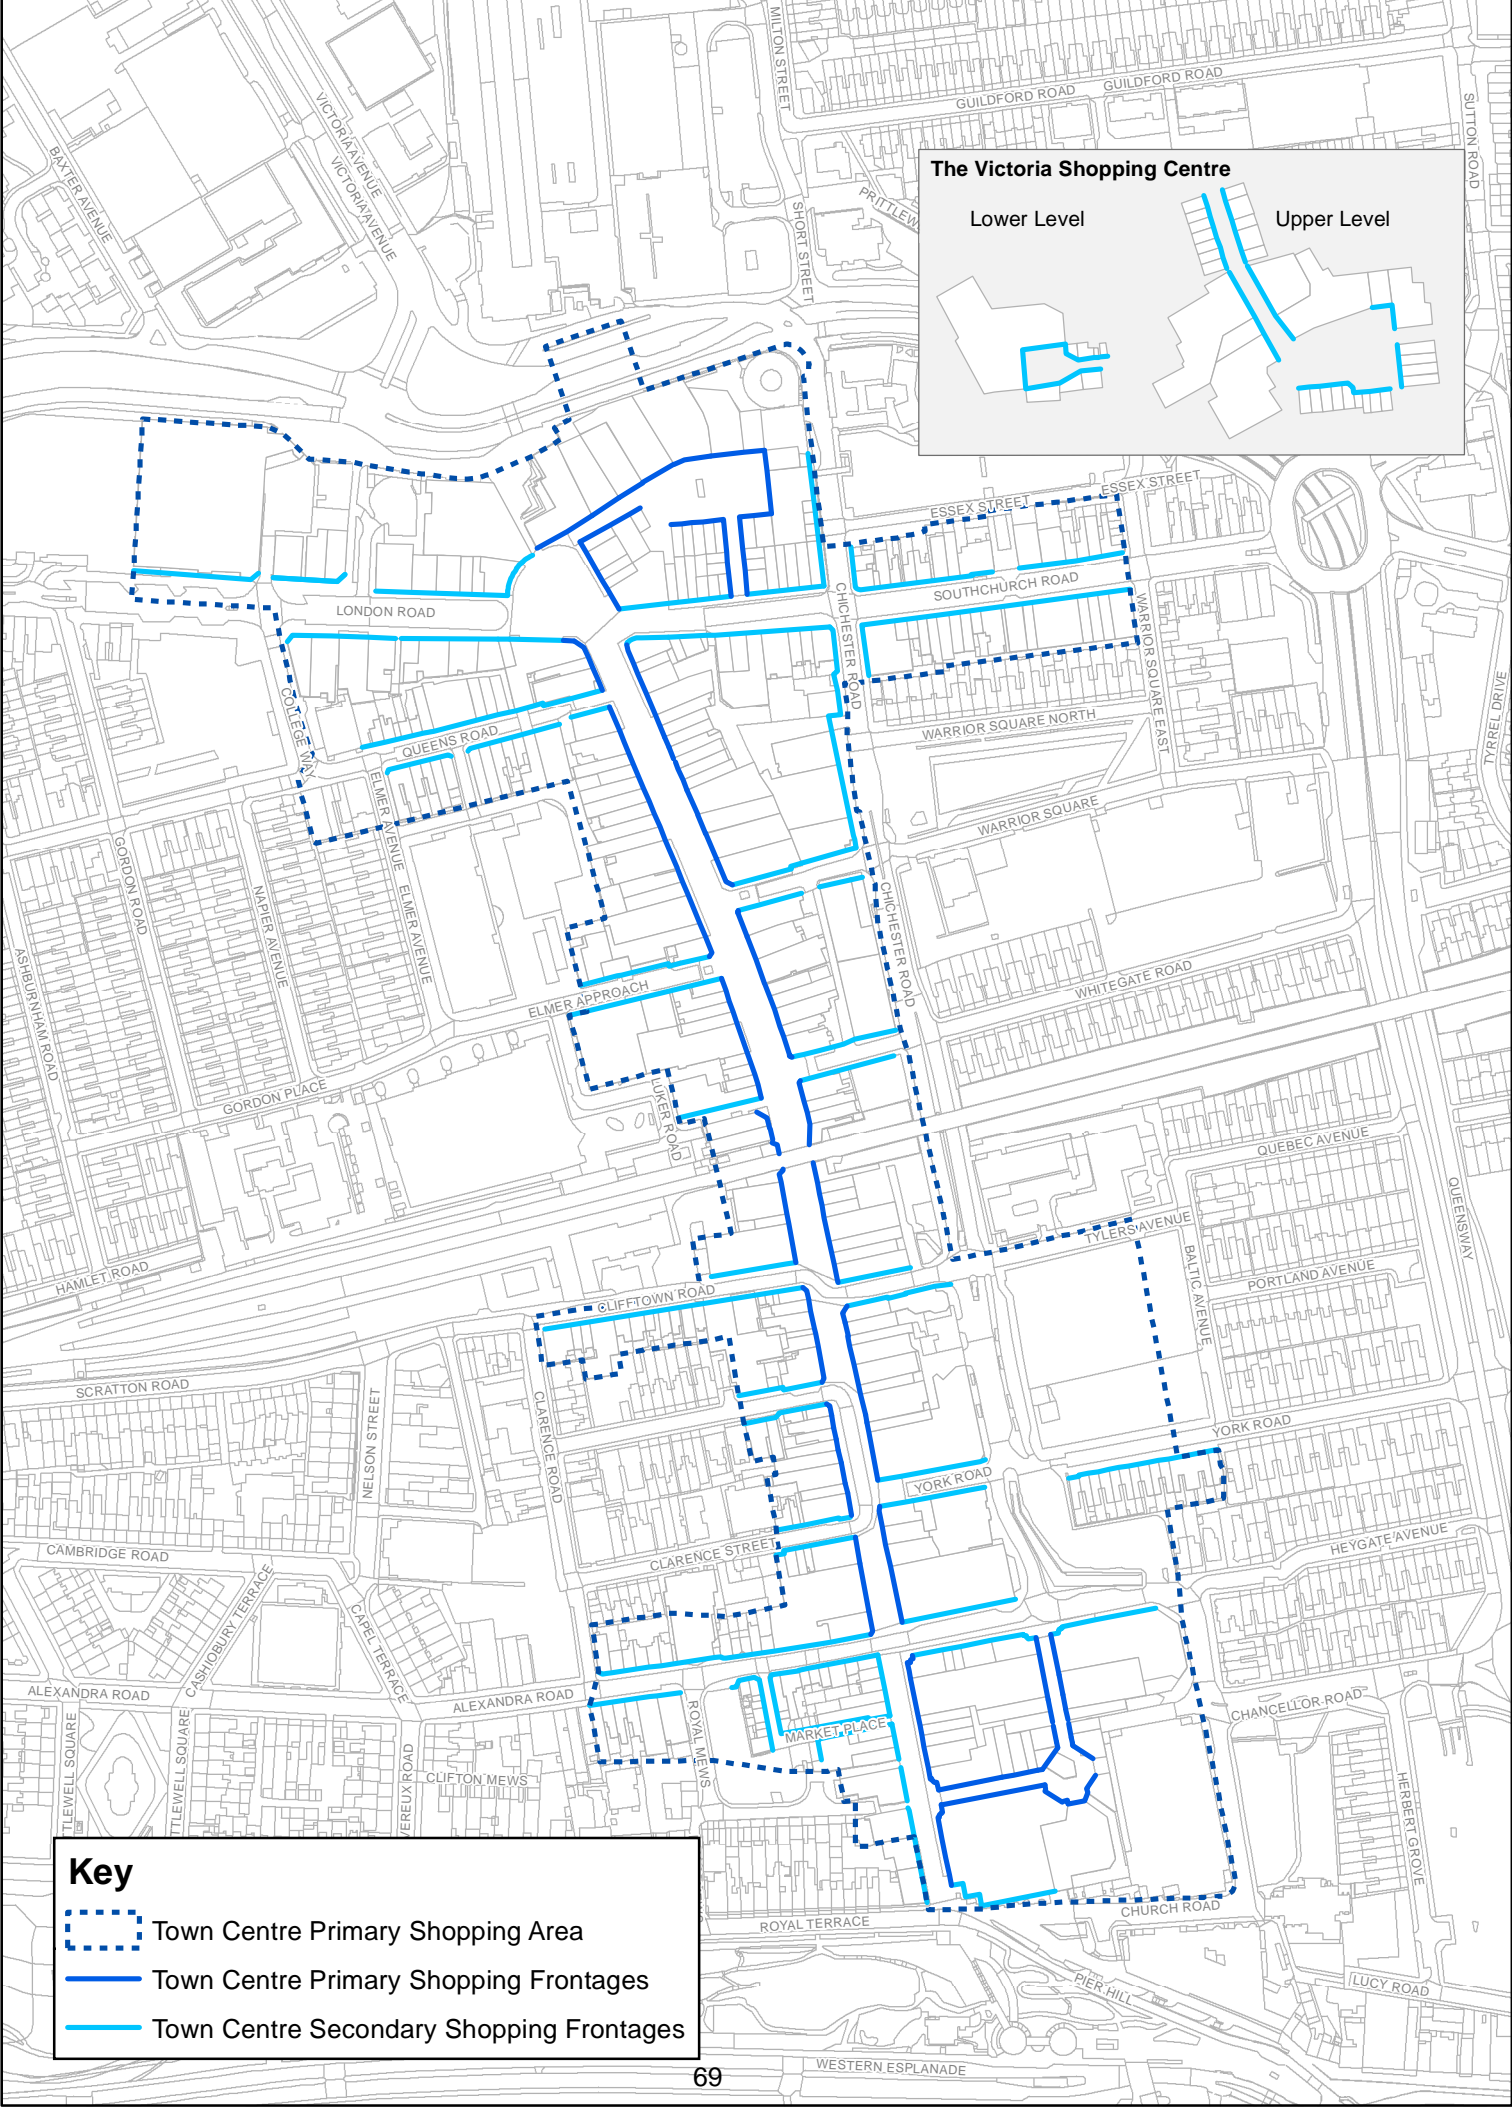 MILTON STREET
GUILDFORD ROAD
GUILDFORD ROAD
SUTTON ROAD
VICTORIA AVENUE
VICTORIA AVENUE
BAXTER AVENUE
SHORT STREET
PRITTLEW
The Victoria Shopping Centre
Lower Level
Upper Level
ESSEX STREET
ESSEX STREET
SOUTHCHURCH ROAD
LONDON ROAD
CHICHESTER ROAD
WARRIOR SQUARE EAST
COLLEGE WAY
QUEENS ROAD
WARRIOR SQUARE NORTH
TYRREL DRIVE
WARRIOR SQUARE
ELMER AVENUE
ELMER AVENUE
GORDON ROAD
NAPIER AVENUE
ASHBURNHAM ROAD
CHICHESTER ROAD
WHITEGATE ROAD
ELMER APPROACH
GORDON PLACE
LUKER ROAD
QUEBEC AVENUE
QUEENSWAY
TYLERS AVENUE
BALTIC AVENUE
PORTLAND AVENUE
HAMLET ROAD
CLIFFTOWN ROAD
SCRATTON ROAD
NELSON STREET
CLARENCE ROAD
YORK ROAD
YORK ROAD
HEYGATE AVENUE
CLARENCE STREET
CAMBRIDGE ROAD
CASHIOBURY TERRACE
CAPEL TERRACE
ALEXANDRA ROAD
ALEXANDRA ROAD
ROYAL MEWS
MARKET PLACE
CHANCELLOR ROAD
TLEWELL SQUARE
TTLEWELL SQUARE
VEREUX ROAD
CLIFTON MEWS
HERBERT GROVE
Key
Town Centre Primary Shopping Area
Town Centre Primary Shopping Frontages
Town Centre Secondary Shopping Frontages
ROYAL TERRACE
CHURCH ROAD
PIER HILL
LUCY ROAD
WESTERN ESPLANADE
69